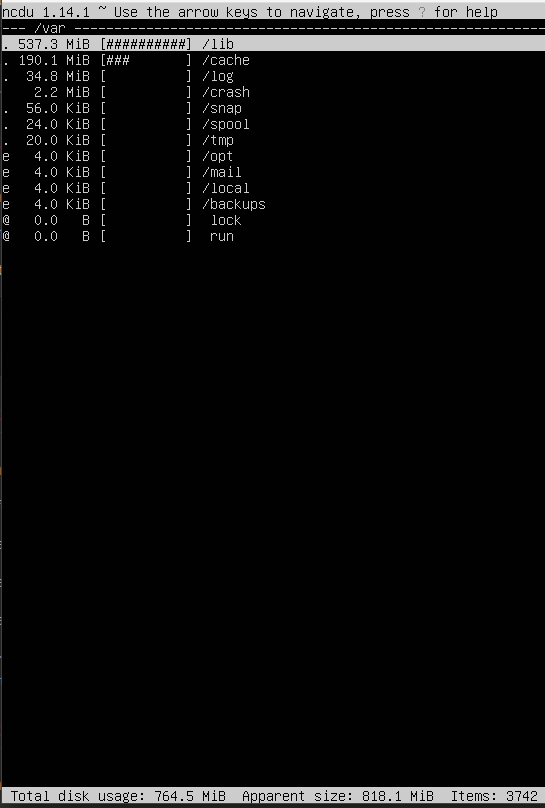 ncdu 1.14.1 ~ Use the arrow keys to navigate, press ? for help
--- /var ----------------------------------------------------------
. 537.3 MiB [##########] /lib
. 190.1 MiB [###       ] /cache
.  34.8 MiB [          ] /log
    2.2 MiB [          ] /crash
.  56.0 KiB [          ] /snap
.  24.0 KiB [          ] /spool
.  20.0 KiB [          ] /tmp
e   4.0 KiB [          ] /opt
e   4.0 KiB [          ] /mail
e   4.0 KiB [          ] /local
e   4.0 KiB [          ] /backups
@   0.0   B [          ]  lock
@   0.0   B [          ]  run
Total disk usage: 764.5 MiB  Apparent size: 818.1 MiB  Items: 3742